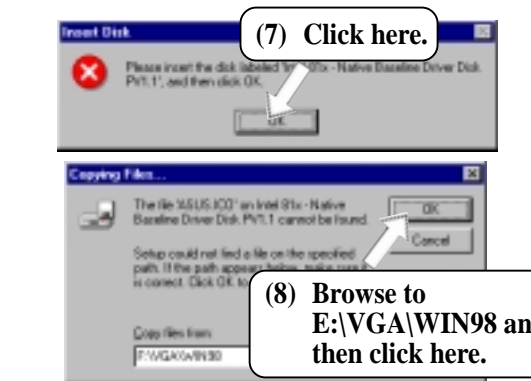 Insert Disk
(7) Click here.
Please insert the disk labeled 'Intel 81x - Native Baseline Driver Disk
PV1.1', and then click OK.
OK
Copying Files...
The file 'ASUS.ICO' on Intel 81x - Native
Baseline Driver Disk PV1.1 cannot be found.
OK
Cancel
Setup could not find a file on the specified
path. If the path appears below, make sure it
is correct. Click OK to
(8) Browse to
E:\VGA\WIN98 an
then click here.
Copy files from:
F:\VGA\WIN98